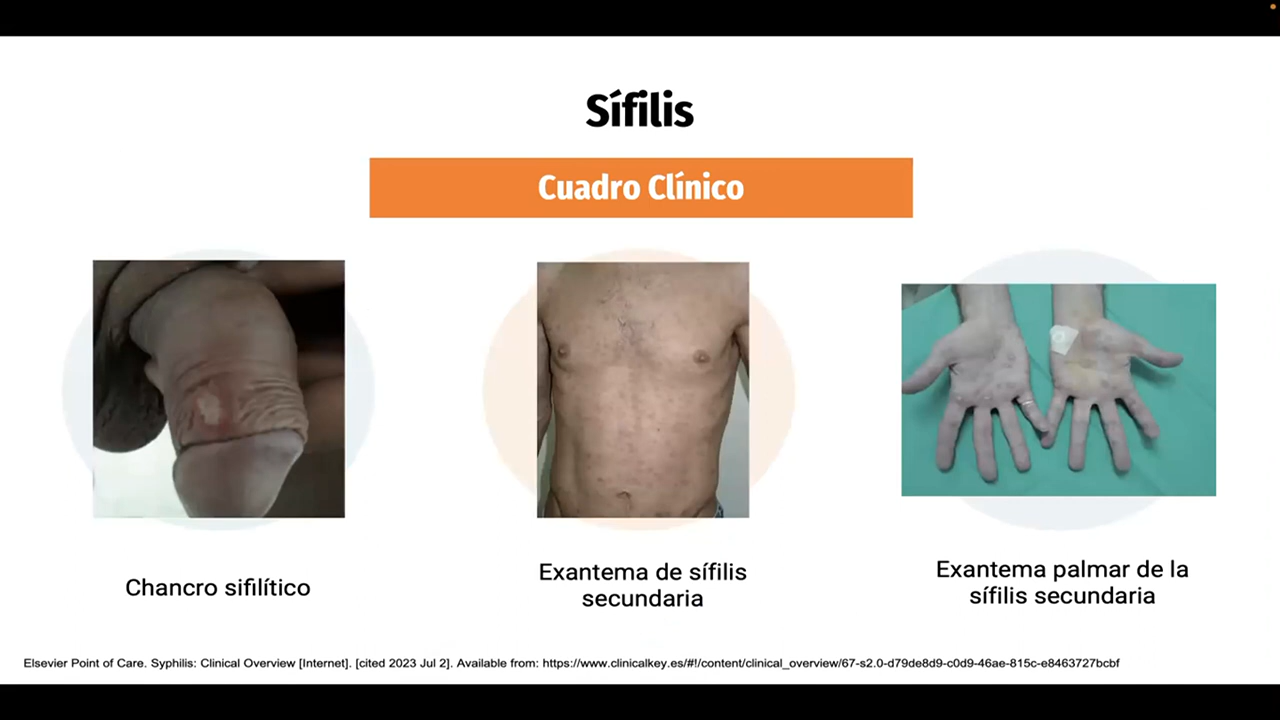 Sífilis
Cuadro Clínico
Chancro sifilítico
Exantema de sífilis
secundaria
Exantema palmar de la
sífilis secundaria
Elsevier Point of Care. Syphilis: Clinical Overview [Internet]. [cited 2023 Jul 2]. Available from: https://www.clinicalkey.es/#!/content/clinical_overview/67-s2.0-d79de8d9-c0d9-46ae-815c-e8463727bcbf